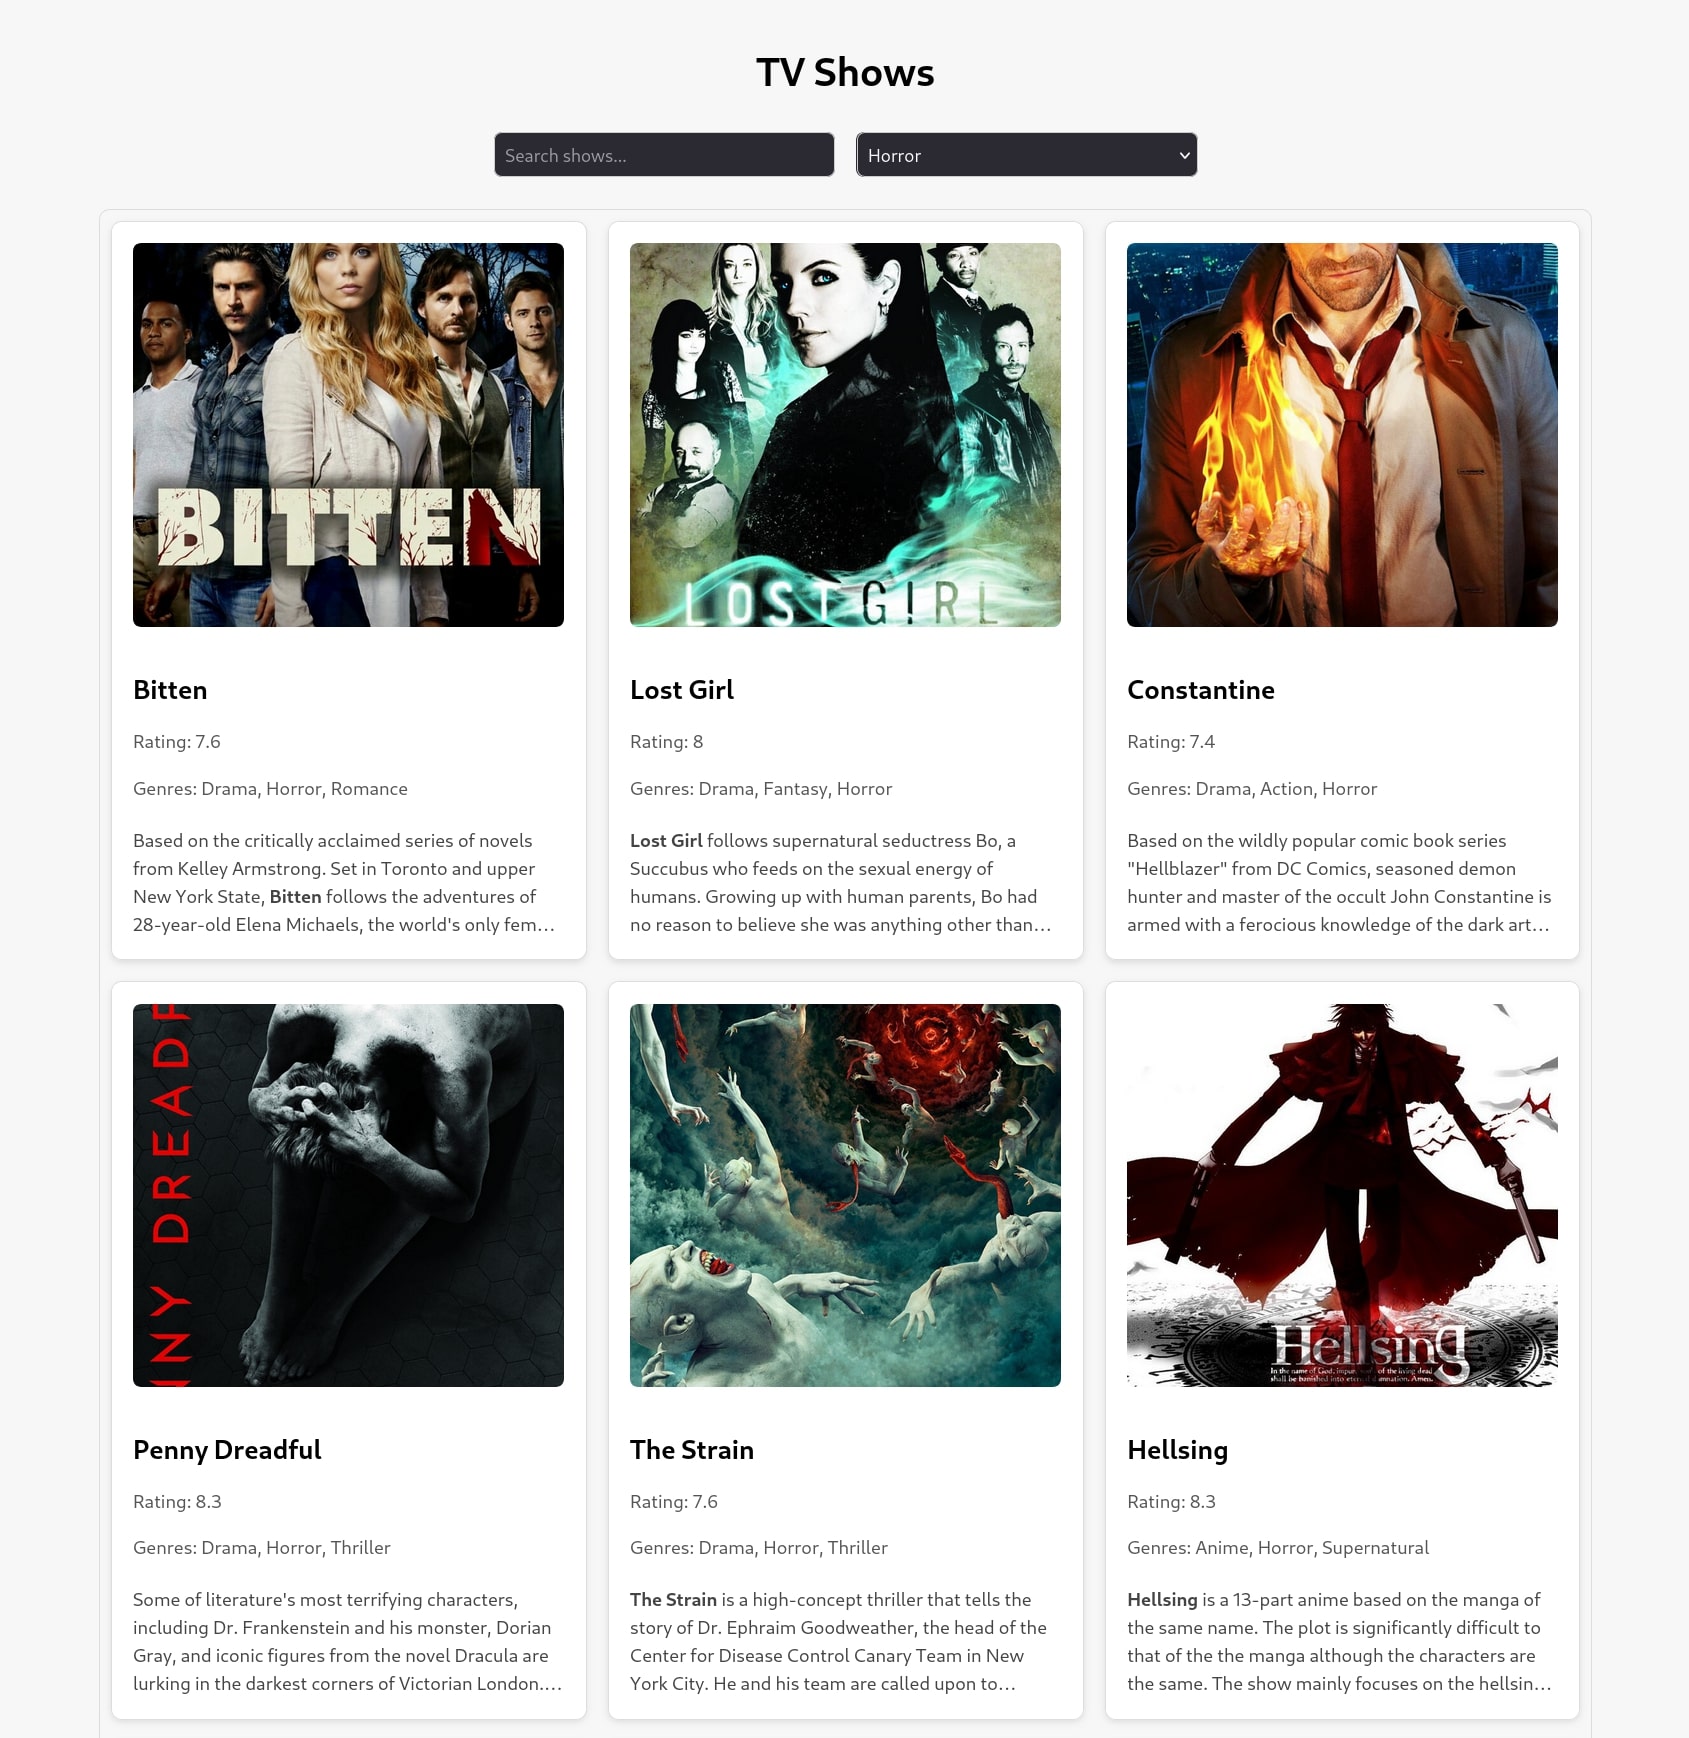 TV Shows
Search shows...
Horror
BITTEN
LOST GIRL
Bitten
Rating: 7.6
Genres: Drama, Horror, Romance
Based on the critically acclaimed series of novels
from Kelley Armstrong. Set in Toronto and upper
New York State, Bitten follows the adventures of
28-year-old Elena Michaels, the world's only fem...
Lost Girl
Rating: 8
Genres: Drama, Fantasy, Horror
Lost Girl follows supernatural seductress Bo, a
Succubus who feeds on the sexual energy of
humans. Growing up with human parents, Bo had
no reason to believe she was anything other than...
Constantine
Rating: 7.4
Genres: Drama, Action, Horror
Based on the wildly popular comic book series
"Hellblazer" from DC Comics, seasoned demon
hunter and master of the occult John Constantine is
armed with a ferocious knowledge of the dark art...
NNY DREADF
Hellsing
In the name of God, impure of the living dead
shall be banished into eternal damnation. Amen.
Penny Dreadful
Rating: 8.3
Genres: Drama, Horror, Thriller
Some of literature's most terrifying characters,
including Dr. Frankenstein and his monster, Dorian
Gray, and iconic figures from the novel Dracula are
lurking in the darkest corners of Victorian London....
The Strain
Rating: 7.6
Genres: Drama, Horror, Thriller
The Strain is a high-concept thriller that tells the
story of Dr. Ephraim Goodweather, the head of the
Center for Disease Control Canary Team in New
York City. He and his team are called upon to...
Hellsing
Rating: 8.3
Genres: Anime, Horror, Supernatural
Hellsing is a 13-part anime based on the manga of
the same name. The plot is significantly difficult to
that of the the manga although the characters are
the same. The show mainly focuses on the hellsin...